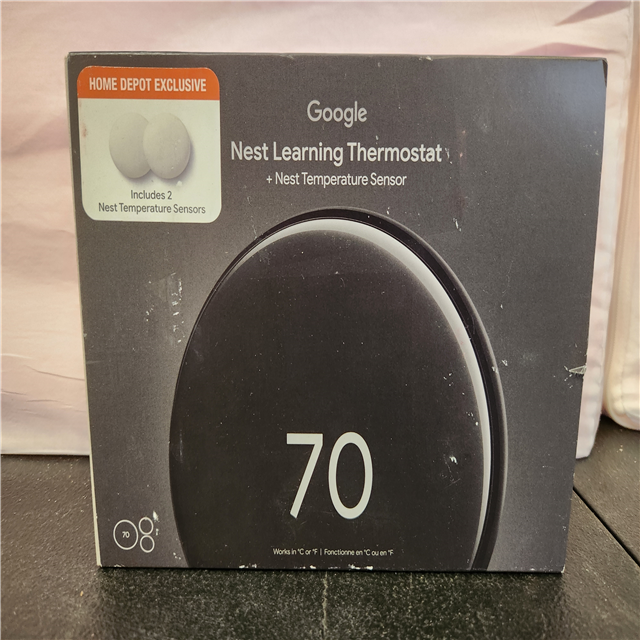 HOME DEPOT EXCLUSIVE
Includes 2
Nest Temperature Sensors
Google
Nest Learning Thermostat
+ Nest Temperature Sensor
70
70
Works in °C or °F | Fonctionne en °C ou en °F